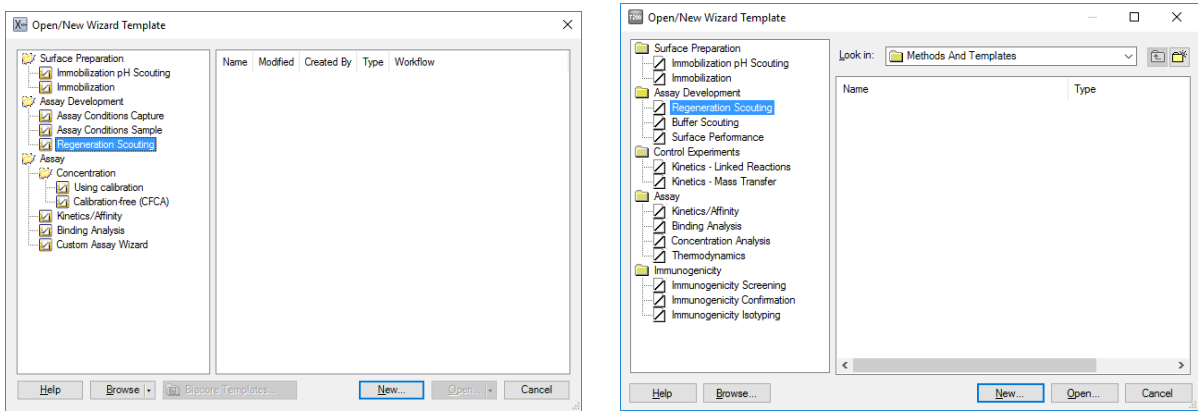 Open/New Wizard Template
Surface Preparation
Immobilization pH Scouting
Immobilization
Assay Development
Assay Conditions Capture
Assay Conditions Sample
Regeneration Scouting
Assay
Concentration
Using calibration
Calibration-free (CFCA)
Kinetics/Affinity
Binding Analysis
Custom Assay Wizard
Name Modified Created By Type Workflow
Help Browse Biacore Templates... New... Open... Cancel
T200 Open/New Wizard Template
Surface Preparation
Immobilization pH Scouting
Immobilization
Assay Development
Regeneration Scouting
Buffer Scouting
Surface Performance
Control Experiments
Kinetics - Linked Reactions
Kinetics - Mass Transfer
Assay
Kinetics/Affinity
Binding Analysis
Concentration Analysis
Thermodynamics
Immunogenicity
Immunogenicity Screening
Immunogenicity Confirmation
Immunogenicity Isotyping
Look in: Methods And Templates
Name Type
Help Browse... New... Open... Cancel